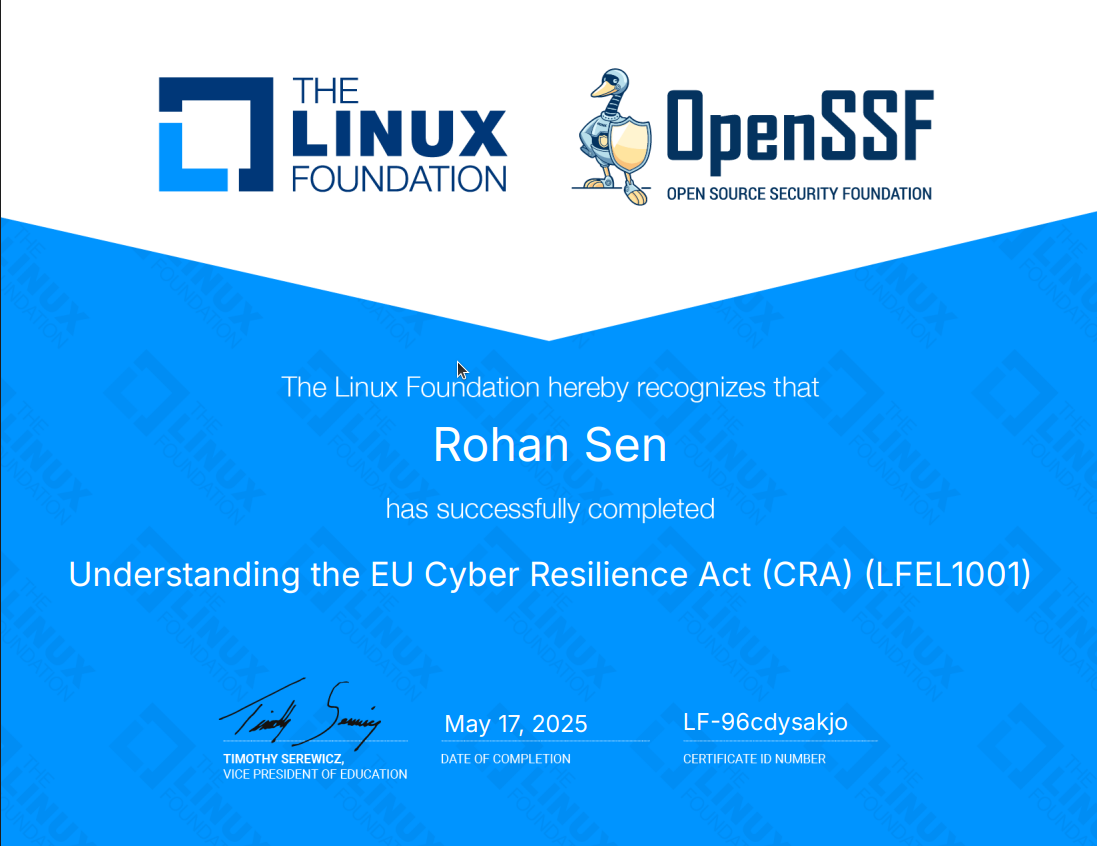 THE
LINUX
FOUNDATION
OpenSSF
OPEN SOURCE SECURITY FOUNDATION
The Linux Foundation hereby recognizes that
Rohan Sen
has successfully completed
Understanding the EU Cyber Resilience Act (CRA) (LFEL1001)
Timothy Serewicz
May 17, 2025
LF-96cdysakjo
TIMOTHY SEREWICZ,
VICE PRESIDENT OF EDUCATION
DATE OF COMPLETION
CERTIFICATE ID NUMBER